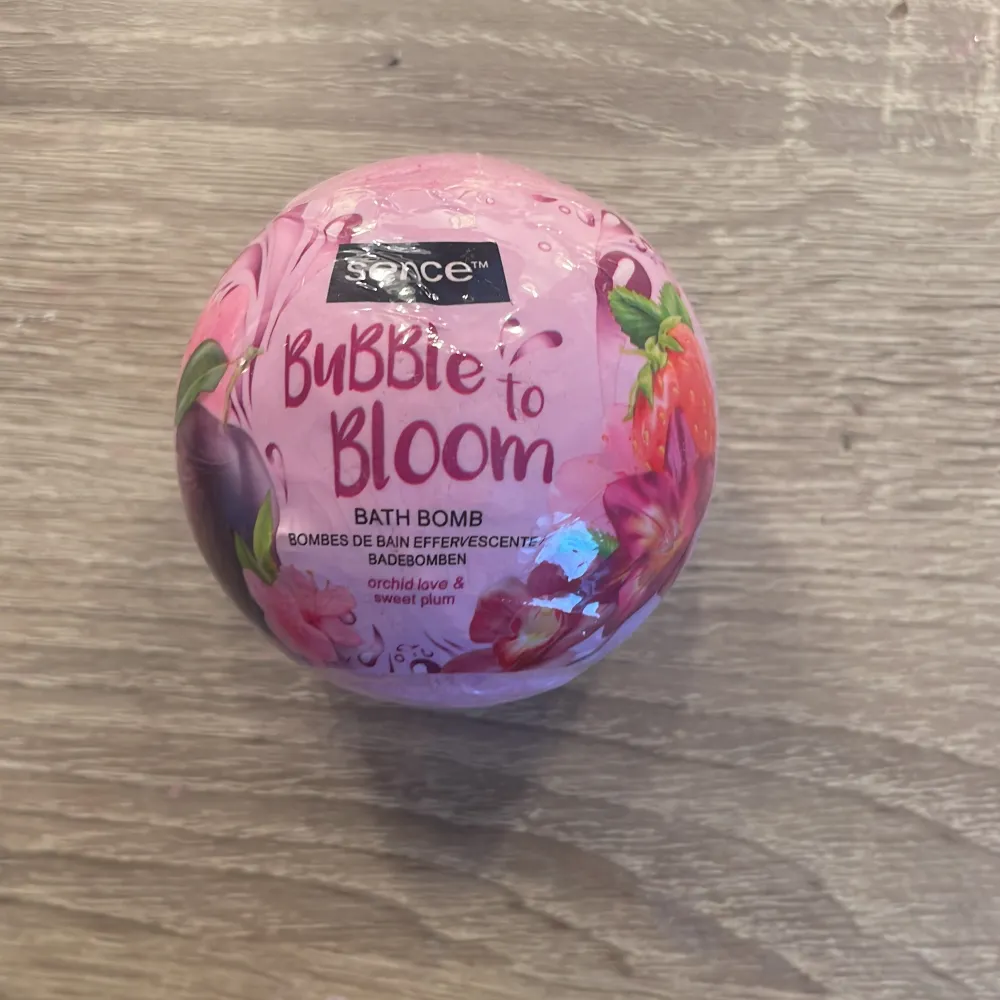 sence™
BuBBle
to
Bloom
BATH BOMB
BOMBES DE BAIN EFFERVESCENTE
BADEBOMBEN
orchid love &
sweet plum